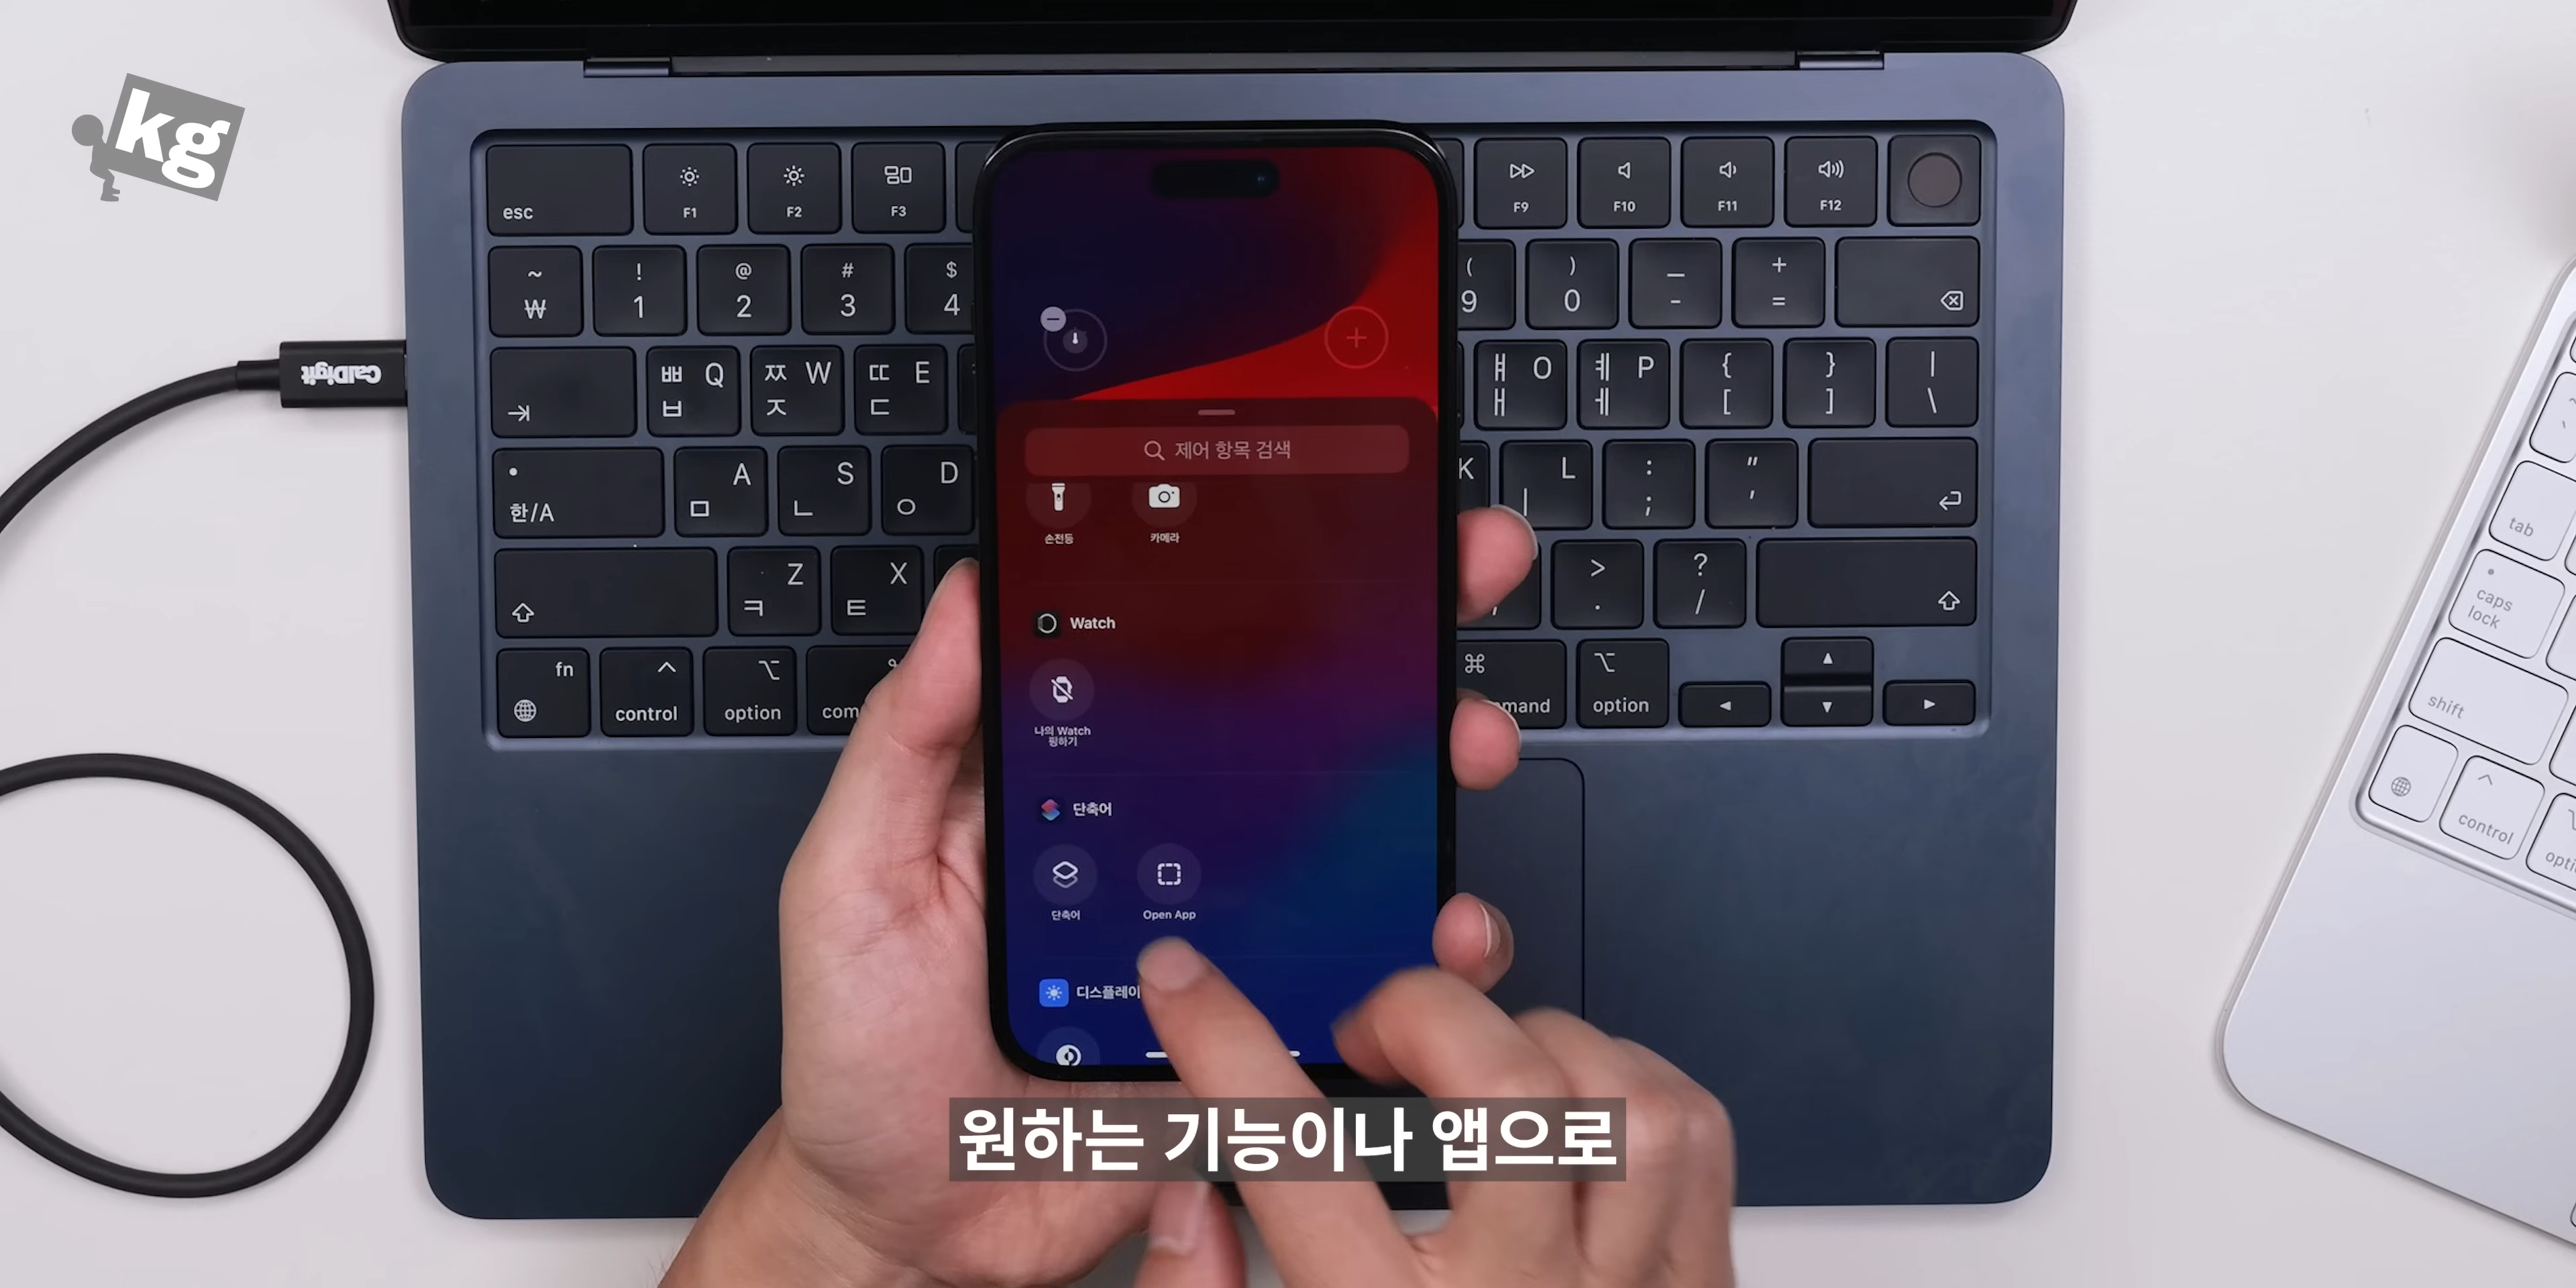 kg
CalDigit
esc
F1
F2
F3
F9
F10
F11
F12
~
₩
!
1
@
2
#
3
$
4
(
9
)
0
_
-
+
=
ㅃ Q
ㅂ
ㅉ W
ㅈ
ㄸ E
ㄷ
ㅒ O
ㅐ
ㅖ P
ㅔ
{
[
}
]
|
\
한/A
A
ㅁ
S
ㄴ
D
ㅇ
K
L
ㅣ
:
;
"
'
Z
ㅋ
X
ㅌ
>
.
?
/
fn
control
option
com
mand
option
제어 항목 검색
손전등
카메라
Watch
나의 Watch
핑하기
단축어
단축어
Open App
디스플레이
tab
caps
lock
shift
control
opti
원하는 기능이나 앱으로